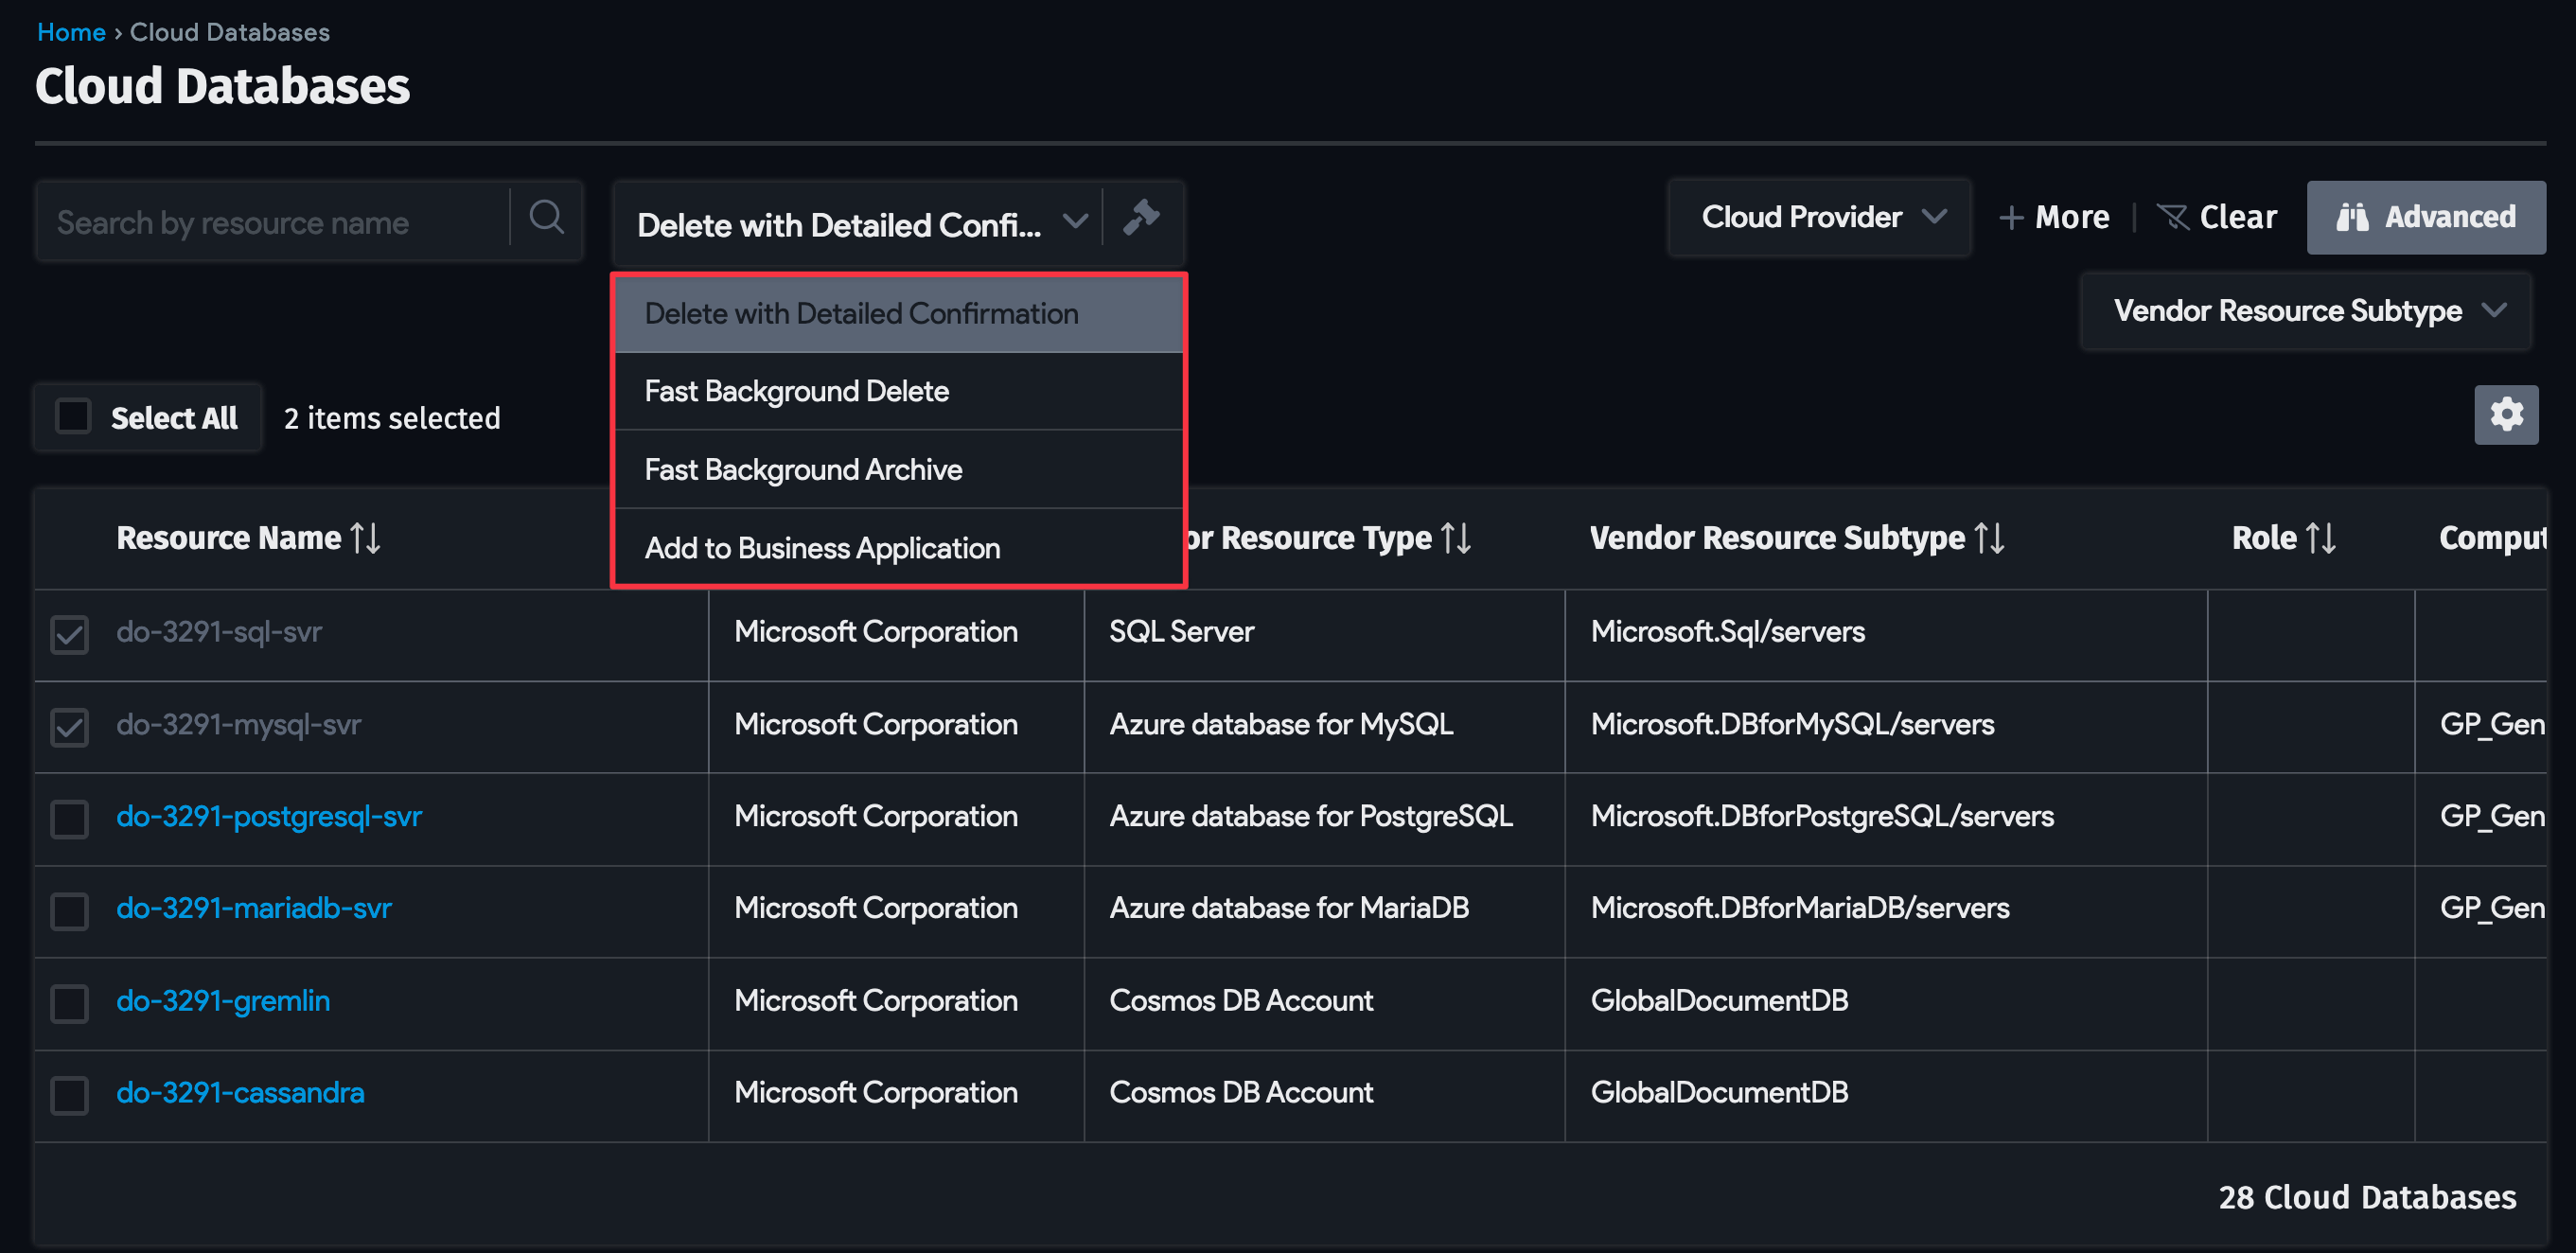 Home › Cloud Databases
Cloud Databases
Search by resource name
Delete with Detailed Confi...
Cloud Provider
More
Clear
Advanced
Delete with Detailed Confirmation
Vendor Resource Subtype
Fast Background Delete
Select All
2 items selected
Fast Background Archive
Add to Business Application
Resource Name
or Resource Type
Vendor Resource Subtype
Role
Comput
do-3291-sql-svr Microsoft Corporation SQL Server Microsoft.Sql/servers
do-3291-mysql-svr Microsoft Corporation Azure database for MySQL Microsoft.DBforMySQL/servers GP_Gen
do-3291-postgresql-svr Microsoft Corporation Azure database for PostgreSQL Microsoft.DBforPostgreSQL/servers GP_Gen
do-3291-mariadb-svr Microsoft Corporation Azure database for MariaDB Microsoft.DBforMariaDB/servers GP_Gen
do-3291-gremlin Microsoft Corporation Cosmos DB Account GlobalDocumentDB
do-3291-cassandra Microsoft Corporation Cosmos DB Account GlobalDocumentDB
28 Cloud Databases